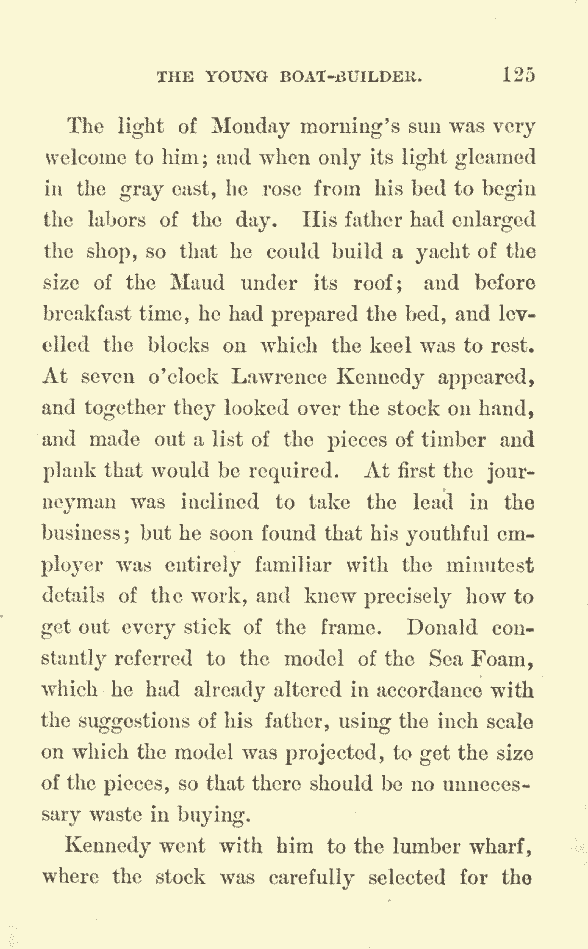 THE YOUNG BOAT-BUILDER. 125
The light of Monday morning's sun was very
welcome to him; and when only its light gleamed
in the gray east, he rose from his bed to begin
the labors of the day. His father had enlarged
the shop, so that he could build a yacht of the
size of the Maud under its roof; and before
breakfast time, he had prepared the bed, and lev-
elled the blocks on which the keel was to rest.
At seven o'clock Lawrence Kennedy appeared,
and together they looked over the stock on hand,
and made out a list of the pieces of timber and
plank that would be required. At first the jour-
neyman was inclined to take the lead in the
business; but he soon found that his youthful em-
ployer was entirely familiar with the minutest
details of the work, and knew precisely how to
get out every stick of the frame. Donald con-
stantly referred to the model of the Sea Foam,
which he had already altered in accordance with
the suggestions of his father, using the inch scale
on which the model was projected, to get the size
of the pieces, so that there should be no unneces-
sary waste in buying.
Kennedy went with him to the lumber wharf,
where the stock was carefully selected for the